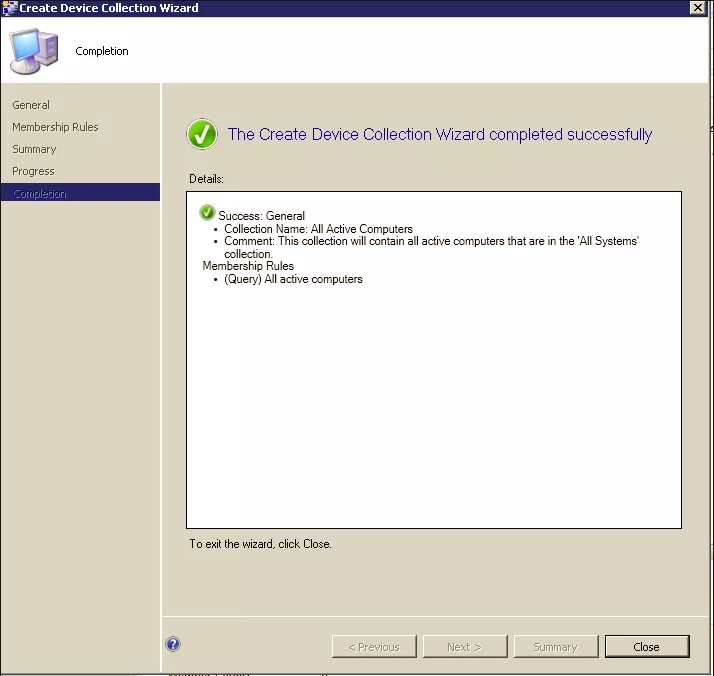 Create Device Collection Wizard
Completion
General
Membership Rules
Summary
Progress
Completion
The Create Device Collection Wizard completed successfully
Details:
Success: General
• Collection Name: All Active Computers
• Comment: This collection will contain all active computers that are in the 'All Systems'
collection.
Membership Rules
• (Query) All active computers
To exit the wizard, click Close.
< Previous
Next >
Summary
Close